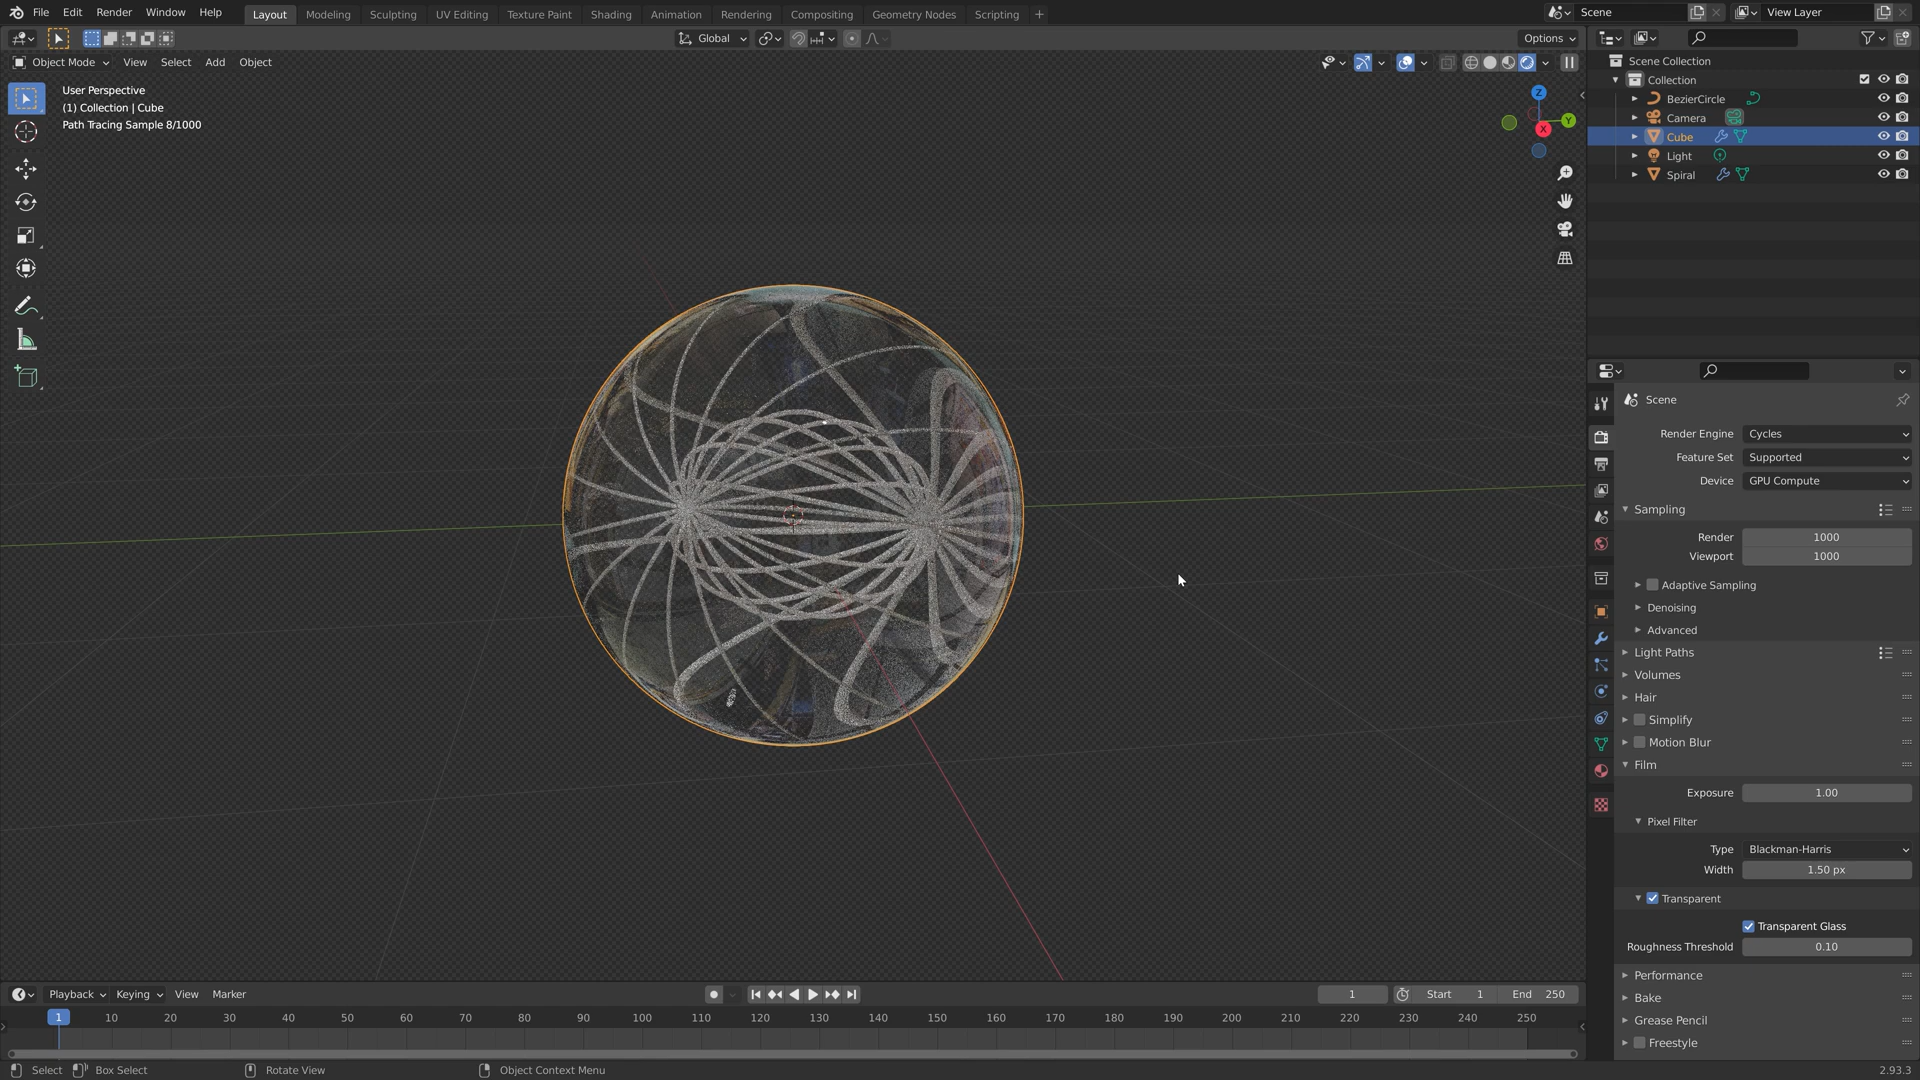 File Edit Render Window Help Layout Modeling Sculpting UV Editing Texture Paint Shading Animation Rendering Compositing Geometry Nodes Scripting + Scene View Layer
Global Options
Object Mode View Select Add Object
User Perspective
(1) Collection | Cube
Path Tracing Sample 8/1000
Z
Y
X
Scene Collection
Collection
BezierCircle
Camera
Cube
Light
Spiral
Scene
Render Engine Cycles
Feature Set Supported
Device GPU Compute
Sampling
Render 1000
Viewport 1000
Adaptive Sampling
Denoising
Advanced
Light Paths
Volumes
Hair
Simplify
Motion Blur
Film
Exposure 1.00
Pixel Filter
Type Blackman-Harris
Width 1.50 px
Transparent
Transparent Glass
Roughness Threshold 0.10
Performance
Bake
Grease Pencil
Freestyle
Playback Keying View Marker 1 Start 1 End 250
1 10 20 30 40 50 60 70 80 90 100 110 120 130 140 150 160 170 180 190 200 210 220 230 240 250
Select Box Select Rotate View Object Context Menu 2.93.3